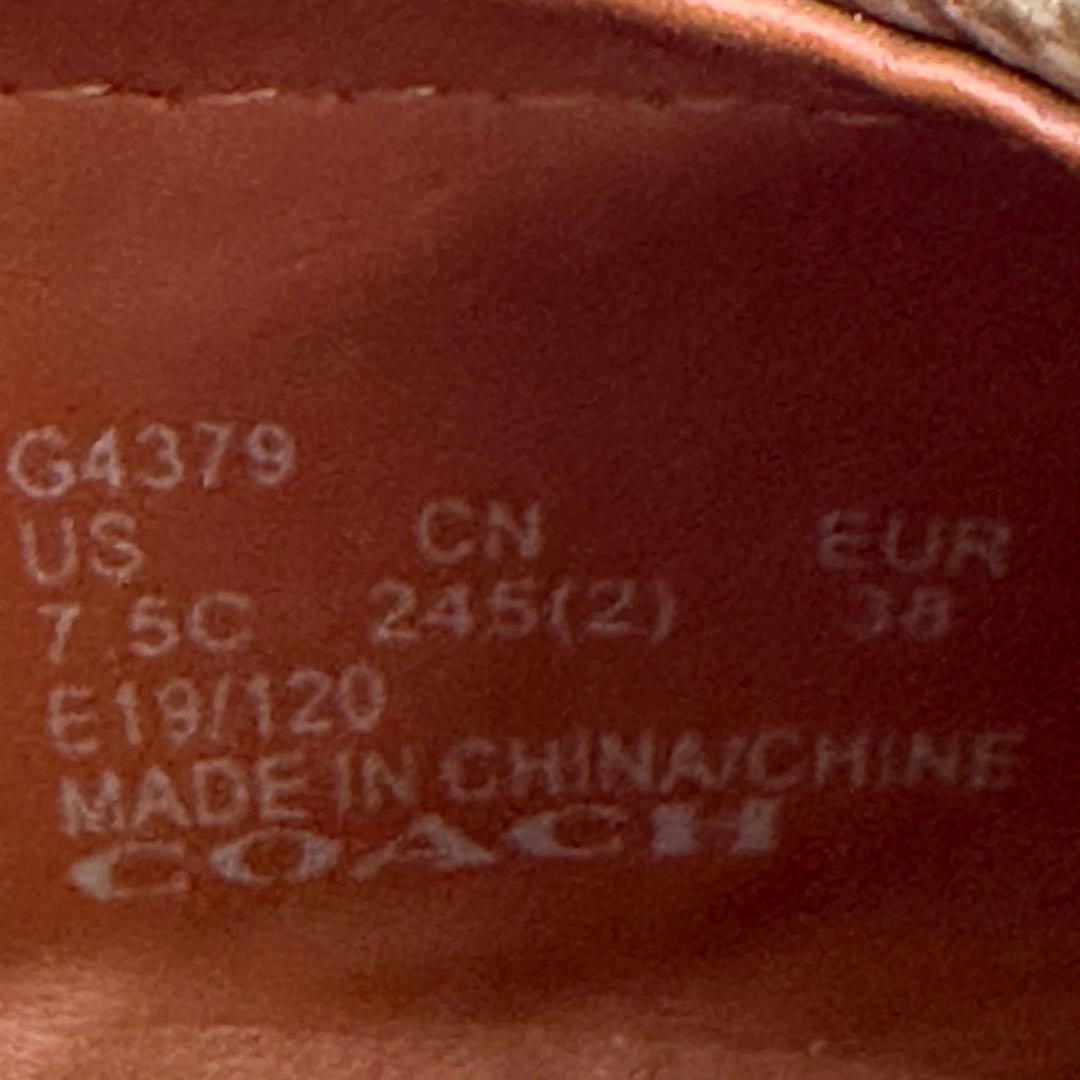 G4379
US CN EUR
7.5C 245(2) 38
E19/120
MADE IN CHINA/CHINE
COACH